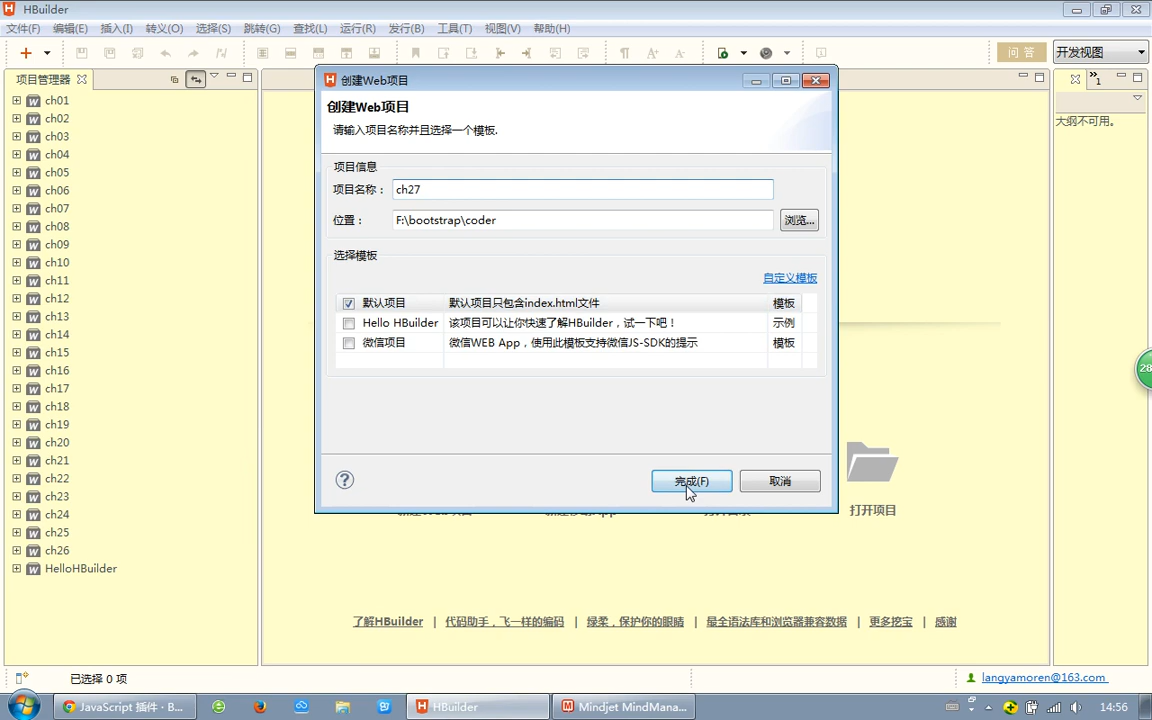 HBuilder
文件(F) 编辑(E) 插入(I) 转义(O) 选择(S) 跳转(G) 查找(L) 运行(R) 发行(B) 工具(T) 视图(V) 帮助(H)
问 答 开发视图
项目管理器
1
大纲不可用。
ch01
ch02
ch03
ch04
ch05
ch06
ch07
ch08
ch09
ch10
ch11
ch12
ch13
ch14
ch15
ch16
ch17
ch18
ch19
ch20
ch21
ch22
ch23
ch24
ch25
ch26
HelloHBuilder
创建Web项目
创建Web项目
请输入项目名称并且选择一个模板.
项目信息
项目名称： ch27
位置： F:\bootstrap\coder 浏览...
选择模板
自定义模板
默认项目 默认项目只包含index.html文件 模板
Hello HBuilder 该项目可以让你快速了解HBuilder，试一下吧！ 示例
微信项目 微信WEB App，使用此模板支持微信JS-SDK的提示 模板
完成(F) 取消
28
打开项目
了解HBuilder | 代码助手，飞一样的编码 | 绿柔，保护你的眼睛 | 最全语法库和浏览器兼容数据 | 更多挖宝 | 感谢
已选择 0 项 langyamoren@163.com
JavaScript 插件 · B... HBuilder Mindjet MindMana... 14:56